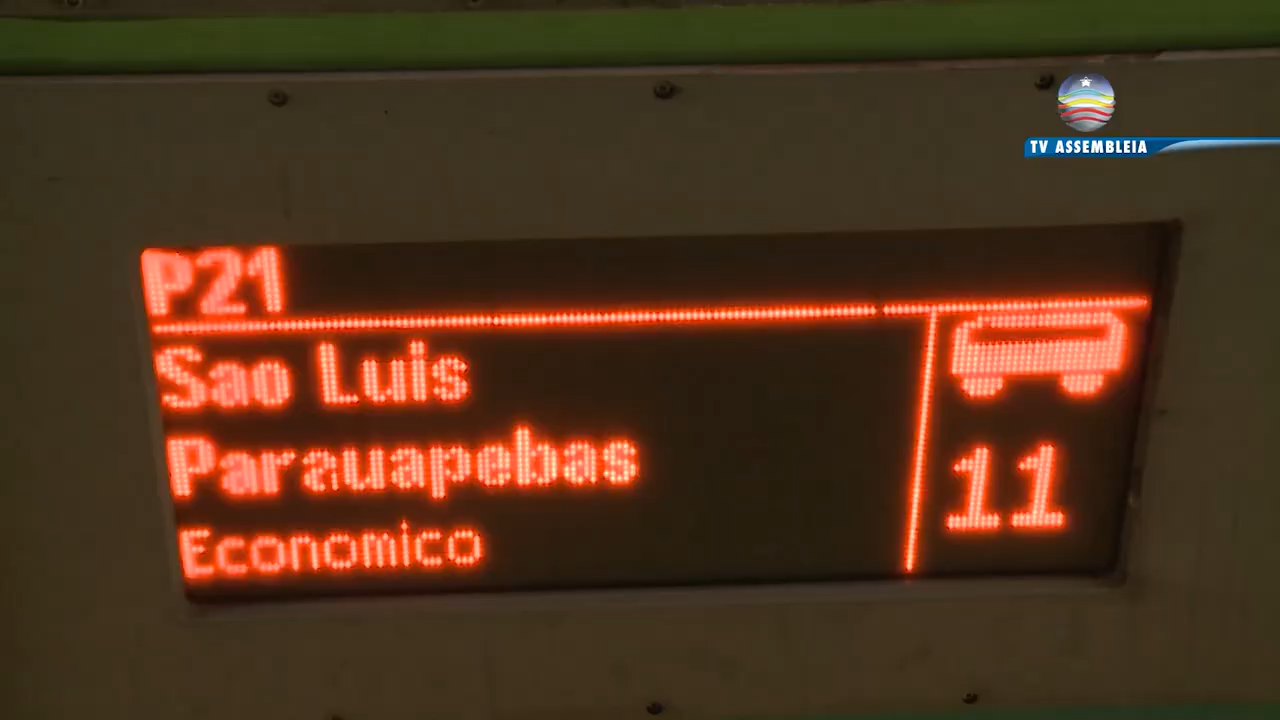 TV ASSEMBLEIA
P21
Sao Luis
Parauapebas
Economico
11